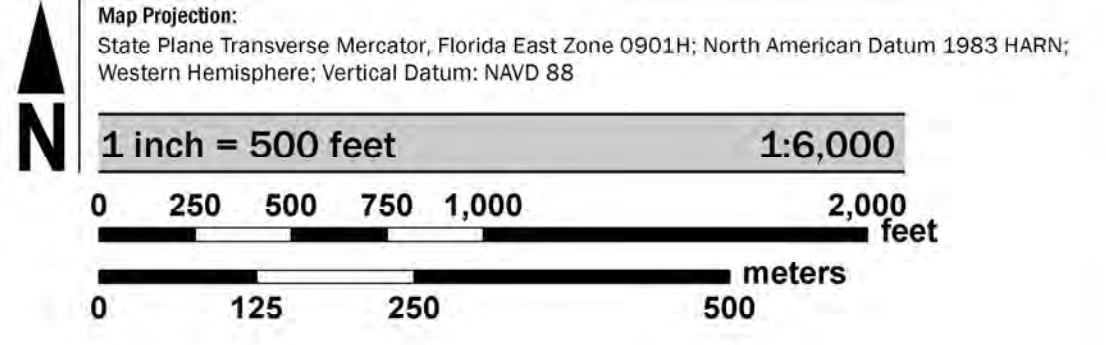 Map Projection:
State Plane Transverse Mercator, Florida East Zone 0901H; North American Datum 1983 HARN;
Western Hemisphere; Vertical Datum: NAVD 88
N
1 inch = 500 feet 1:6,000
0 250 500 750 1,000 2,000
feet
meters
0 125 250 500